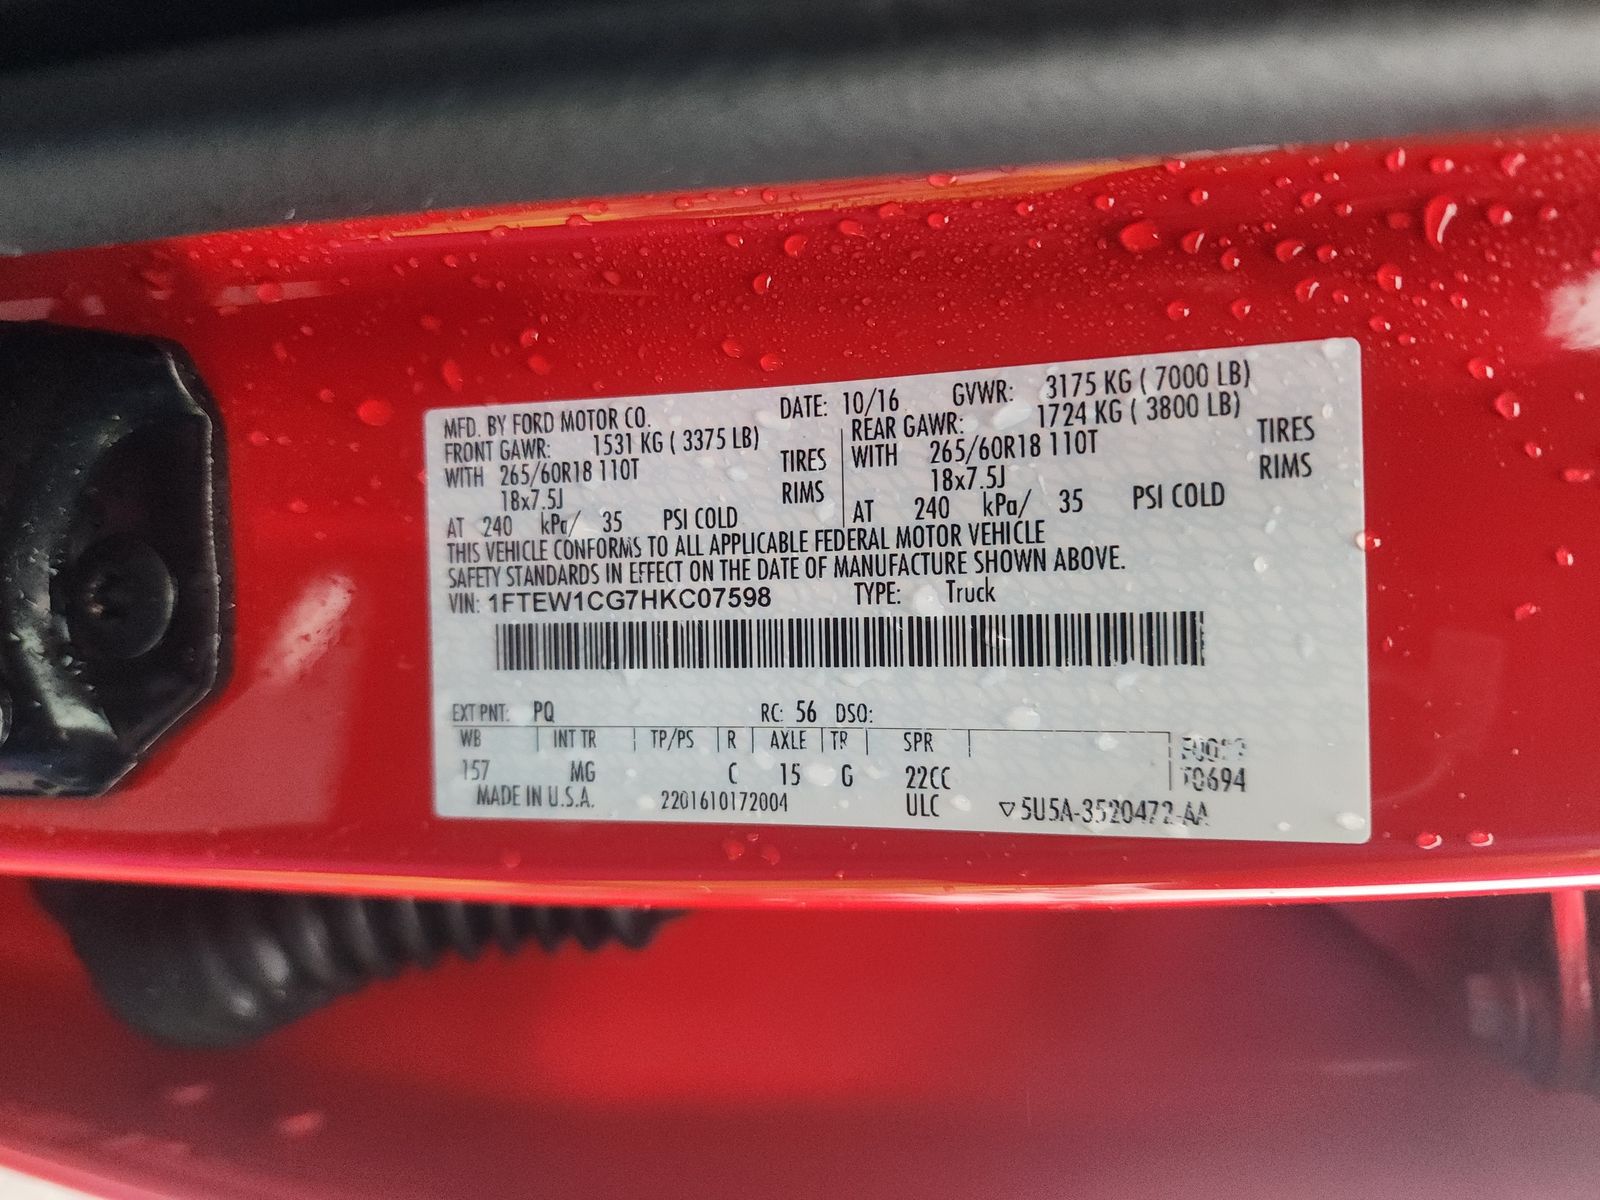 MFD. BY FORD MOTOR CO. DATE: 10/16 GVWR: 3175 KG ( 7000 LB)
FRONT GAWR: 1531 KG ( 3375 LB) REAR GAWR: 1724 KG ( 3800 LB)
WITH 265/60R18 110T TIRES WITH 265/60R18 110T TIRES
18x7.5J RIMS 18x7.5J RIMS
AT 240 kPa/ 35 PSI COLD AT 240 kPa/ 35 PSI COLD
THIS VEHICLE CONFORMS TO ALL APPLICABLE FEDERAL MOTOR VEHICLE
SAFETY STANDARDS IN EFFECT ON THE DATE OF MANUFACTURE SHOWN ABOVE.
VIN: 1FTEW1CG7HKC07598 TYPE: Truck
EXT PNT: PQ RC: 56 DSO:
WB INT TR TP/PS R AXLE TR SPR
157 MG C 15 G 22CC T0694
MADE IN U.S.A. 2201610172004 ULC ▽5U5A-3520472-AA